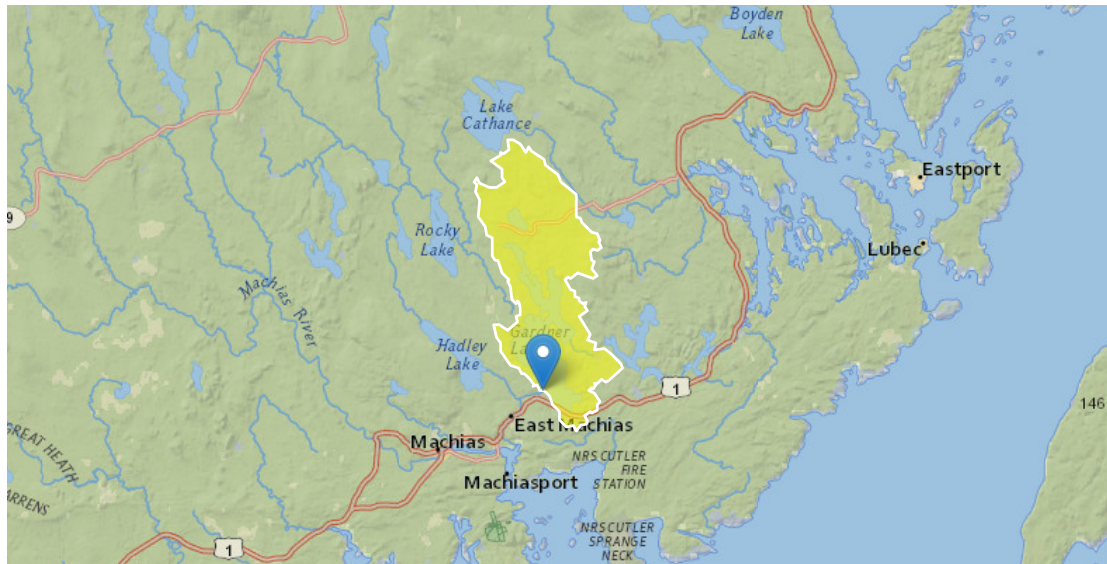 Boyden
Lake
Lake
Cathance
Eastport
9
Rocky
Lake
Lubec
Machias River
Gardner
Hadley
Lake
1
146
East Machias
GREAT HEATH
Machias
NRS CUTLER
FIRE
STATION
Machiasport
ARRENS
NRS CUTLER
SPRANGE
NECK
1